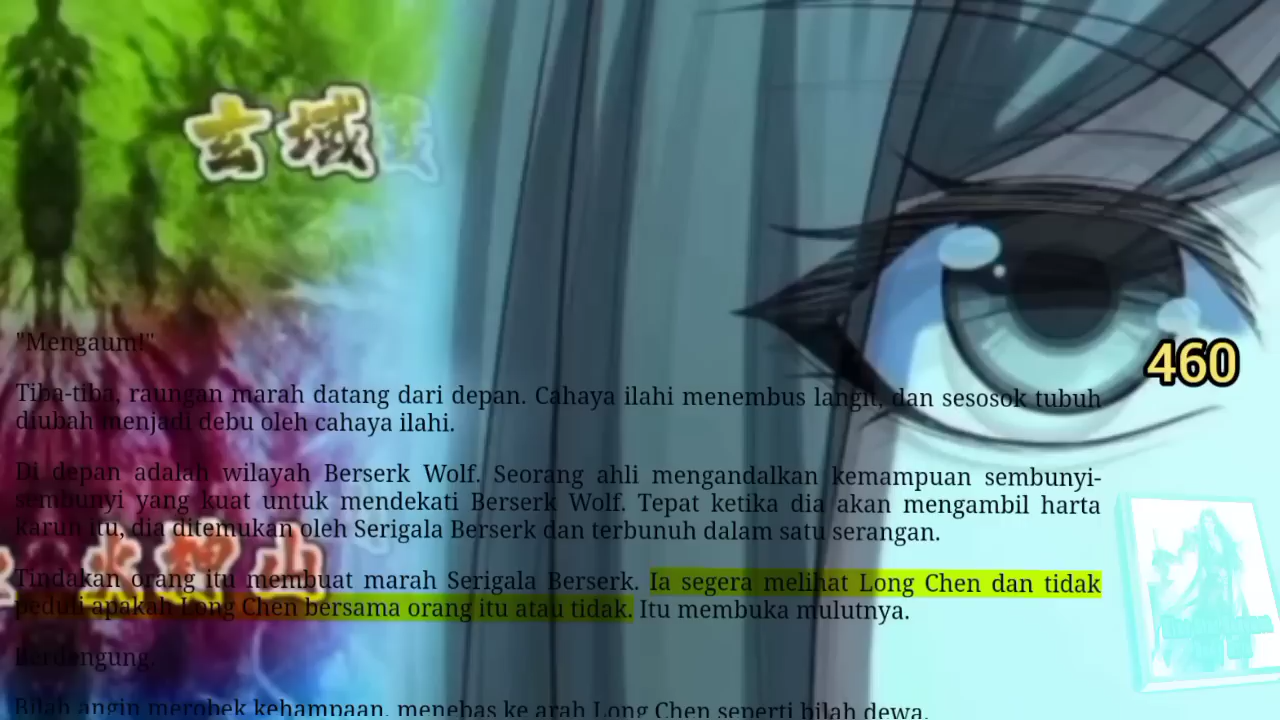 玄域
"Mengaum!"
Tiba-tiba, raungan marah datang dari depan. Cahaya ilahi menembus langit, dan sesosok tubuh
diubah menjadi debu oleh cahaya ilahi.
460
Di depan adalah wilayah Berserk Wolf. Seorang ahli mengandalkan kemampuan sembunyi-
sembunyi yang kuat untuk mendekati Berserk Wolf. Tepat ketika dia akan mengambil harta
karun itu, dia ditemukan oleh Serigala Berserk dan terbunuh dalam satu serangan.
Tindakan orang itu membuat marah Serigala Berserk. Ia segera melihat Long Chen dan tidak
peduli apakah Long Chen bersama orang itu atau tidak. Itu membuka mulutnya.
Berdengung.
Bilah angin merobek kehampaan, menebas ke arah Long Chen seperti bilah dewa.